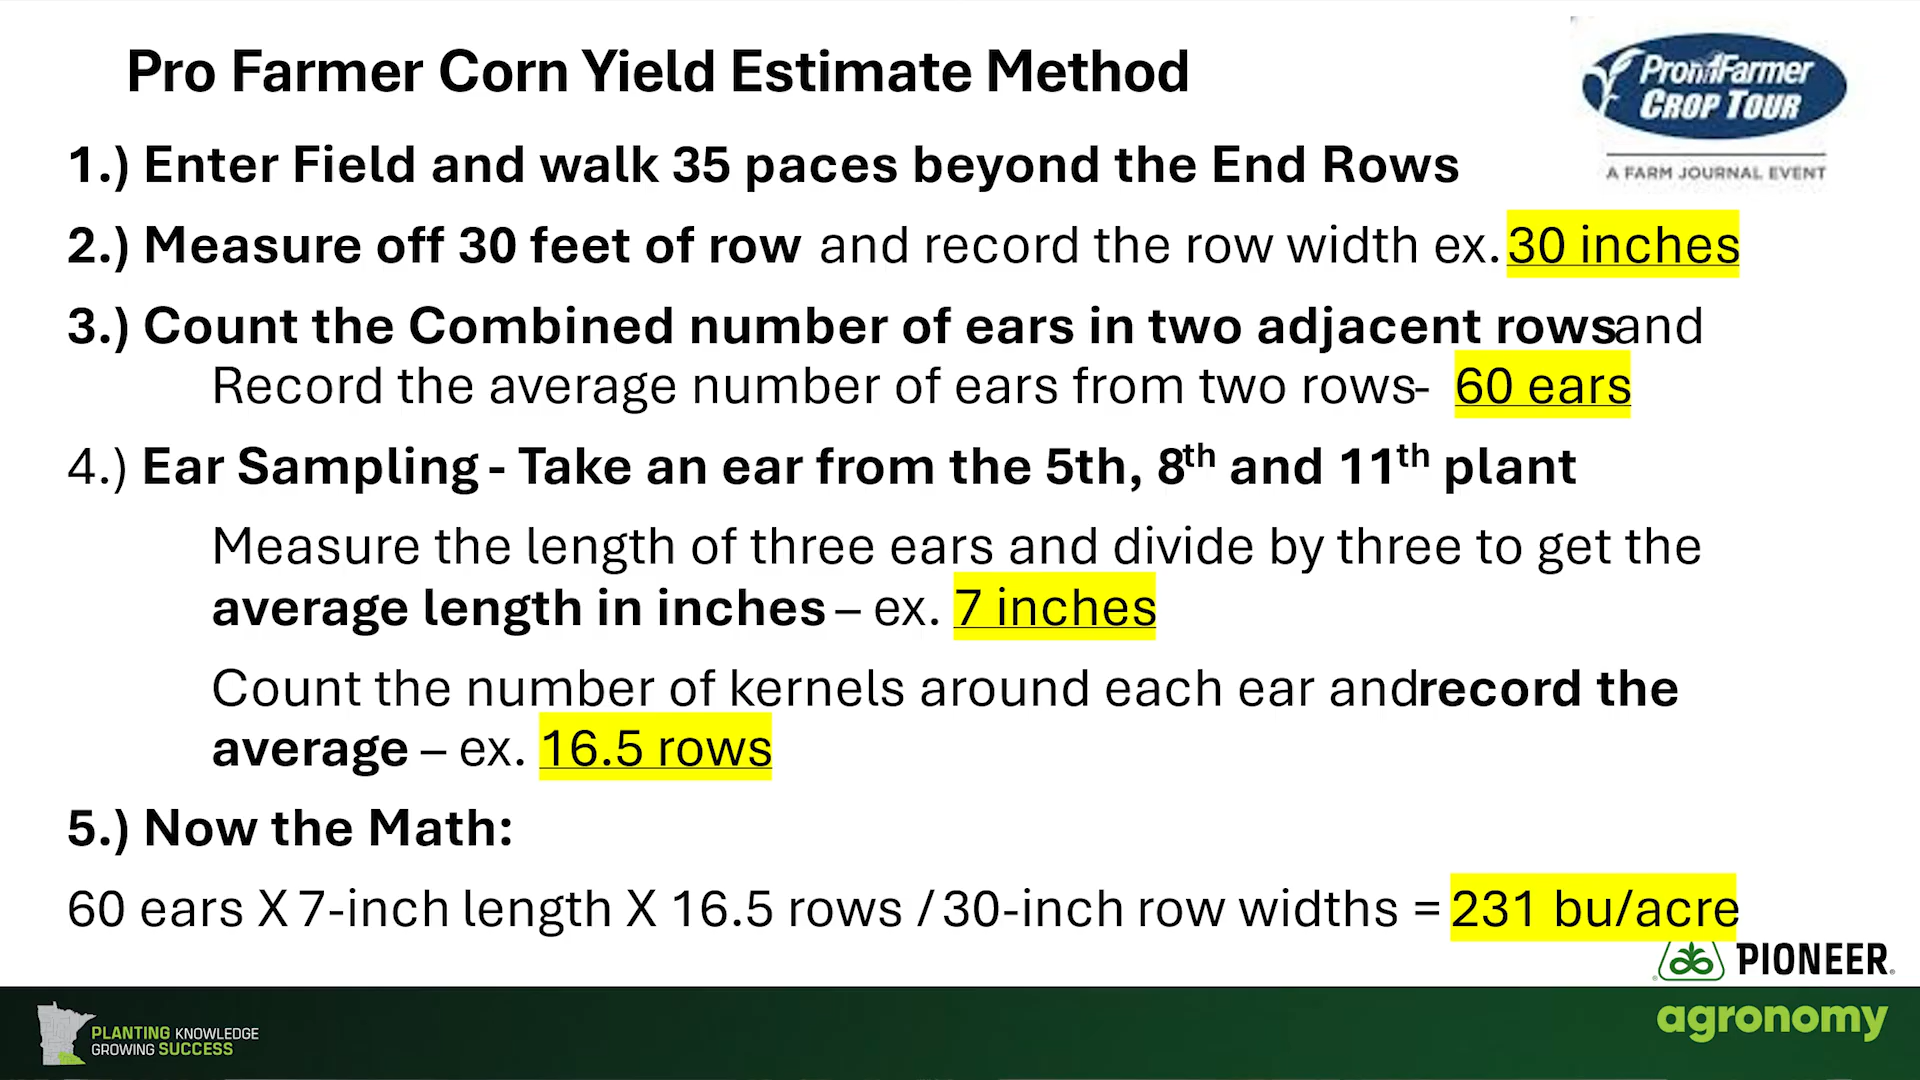 Pro Farmer Corn Yield Estimate Method
CROP TOUR
A FARM JOURNAL EVENT
1.) Enter Field and walk 35 paces beyond the End Rows
2.) Measure off 30 feet of row and record the row width ex. 30 inches
3.) Count the Combined number of ears in two adjacent rows and
Record the average number of ears from two rows- 60 ears
4.) Ear Sampling - Take an ear from the 5th, 8th and 11th plant
Measure the length of three ears and divide by three to get the
average length in inches – ex. 7 inches
Count the number of kernels around each ear and record the
average – ex. 16.5 rows
5.) Now the Math:
60 ears X 7-inch length X 16.5 rows / 30-inch row widths = 231 bu/acre
PIONEER
agronomy
PLANTING KNOWLEDGE
GROWING SUCCESS